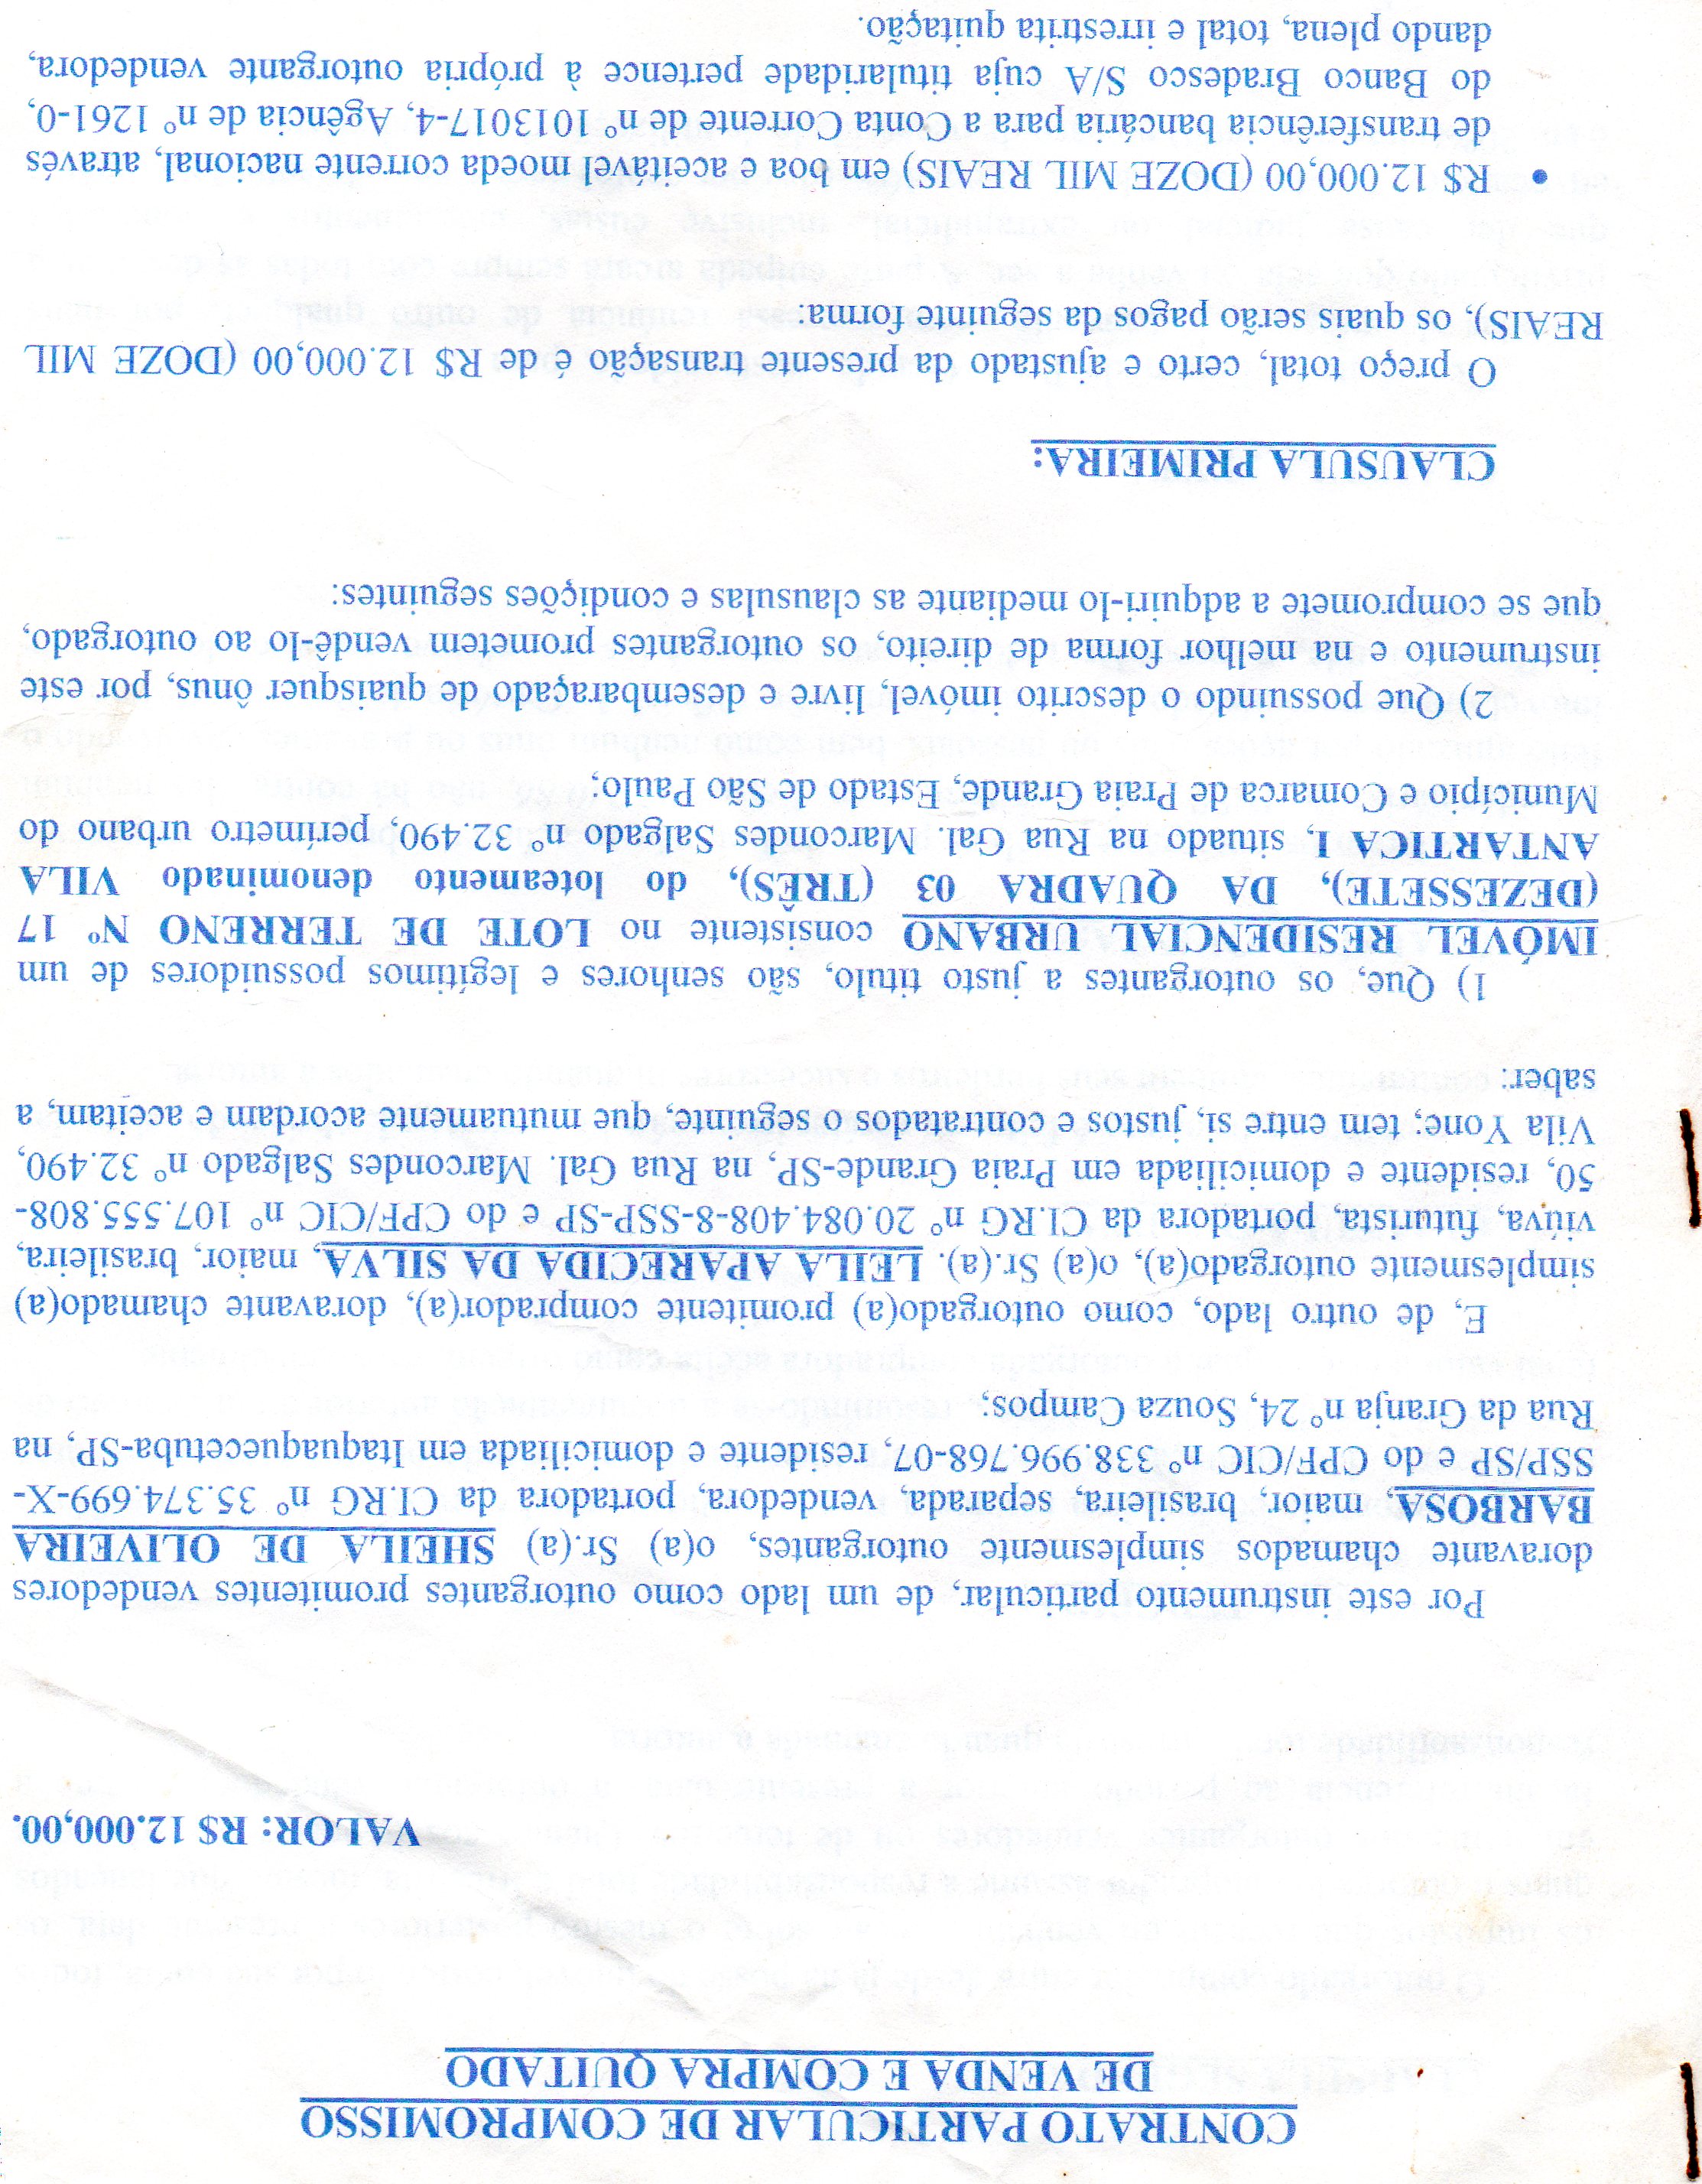 CONTRATO PARTICULAR DE COMPROMISSO
DE VENDA E COMPRA QUITADO
VALOR: R$ 12.000,00.
Por este instrumento particular, de um lado como outorgantes promitentes vendedores
doravante chamados simplesmente outorgantes, o(a) Sr.(a) SHEILA DE OLIVEIRA
BARBOSA, maior, brasileira, separada, vendedora, portadora da CI.RG nº 35.374.699-X-
SSP/SP e do CPF/CIC nº 338.996.768-07, residente e domiciliada em Itaquaquecetuba-SP, na
Rua da Granja nº 24, Souza Campos;
E, de outro lado, como outorgado(a) promitente comprador(a), doravante chamado(a)
simplesmente outorgado(a), o(a) Sr.(a). LEILA APARECIDA DA SILVA, maior, brasileira,
viúva, futurista, portadora da CI.RG nº 20.084.408-8-SSP-SP e do CPF/CIC nº 107.555.808-
50, residente e domiciliada em Praia Grande-SP, na Rua Gal. Marcondes Salgado nº 32.490,
Vila Yone; tem entre si, justos e contratados o seguinte, que mutuamente acordam e aceitam, a
saber:
1) Que, os outorgantes a justo titulo, são senhores e legítimos possuidores de um
IMÓVEL RESIDENCIAL URBANO consistente no LOTE DE TERRENO Nº 17
(DEZESSETE), DA QUADRA 03 (TRÊS), do loteamento denominado VILA
ANTARTICA I, situado na Rua Gal. Marcondes Salgado nº 32.490, perímetro urbano do
Município e Comarca de Praia Grande, Estado de São Paulo;
2) Que possuindo o descrito imóvel, livre e desembaraçado de quaisquer ônus, por este
instrumento e na melhor forma de direito, os outorgantes prometem vendê-lo ao outorgado,
que se compromete a adquiri-lo mediante as clausulas e condições seguintes:
CLAUSULA PRIMEIRA:
O preço total, certo e ajustado da presente transação é de R$ 12.000,00 (DOZE MIL
REAIS), os quais serão pagos da seguinte forma:
• R$ 12.000,00 (DOZE MIL REAIS) em boa e aceitável moeda corrente nacional, através
de transferência bancária para a Conta Corrente de nº 1013017-4, Agência de nº 1261-0,
do Banco Bradesco S/A cuja titularidade pertence à própria outorgante vendedora,
dando plena, total e irrestrita quitação.